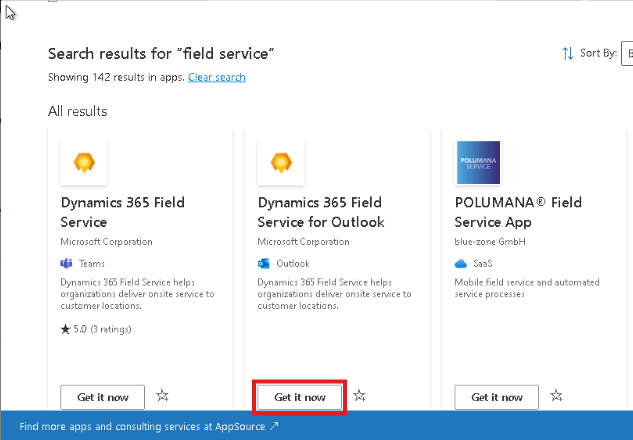 Search results for "field service"
Sort By:
Showing 142 results in apps. Clear search
All results
Dynamics 365 Field
Service
Microsoft Corporation
Teams
Dynamics 365 Field Service helps
organizations deliver onsite service to
customer locations.
5.0 (3 ratings)
Get it now
Dynamics 365 Field
Service for Outlook
Microsoft Corporation
Outlook
Dynamics 365 Field Service helps
organizations deliver onsite service to
customer locations.
Get it now
POLUMANA
SERVICE
POLUMANA® Field
Service App
blue-zone GmbH
SaaS
Mobile field service and automated
service processes
Get it now
Find more apps and consulting services at AppSource